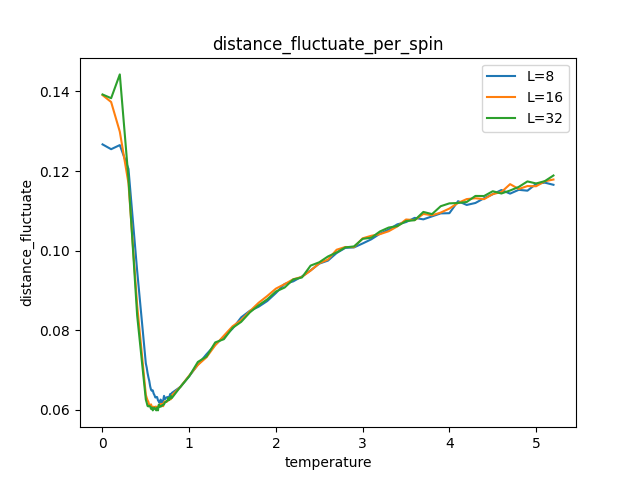 distance_fluctuate_per_spin
L=8
L=16
L=32
distance_fluctuate
0.14
0.12
0.10
0.08
0.06
0 1 2 3 4 5
temperature